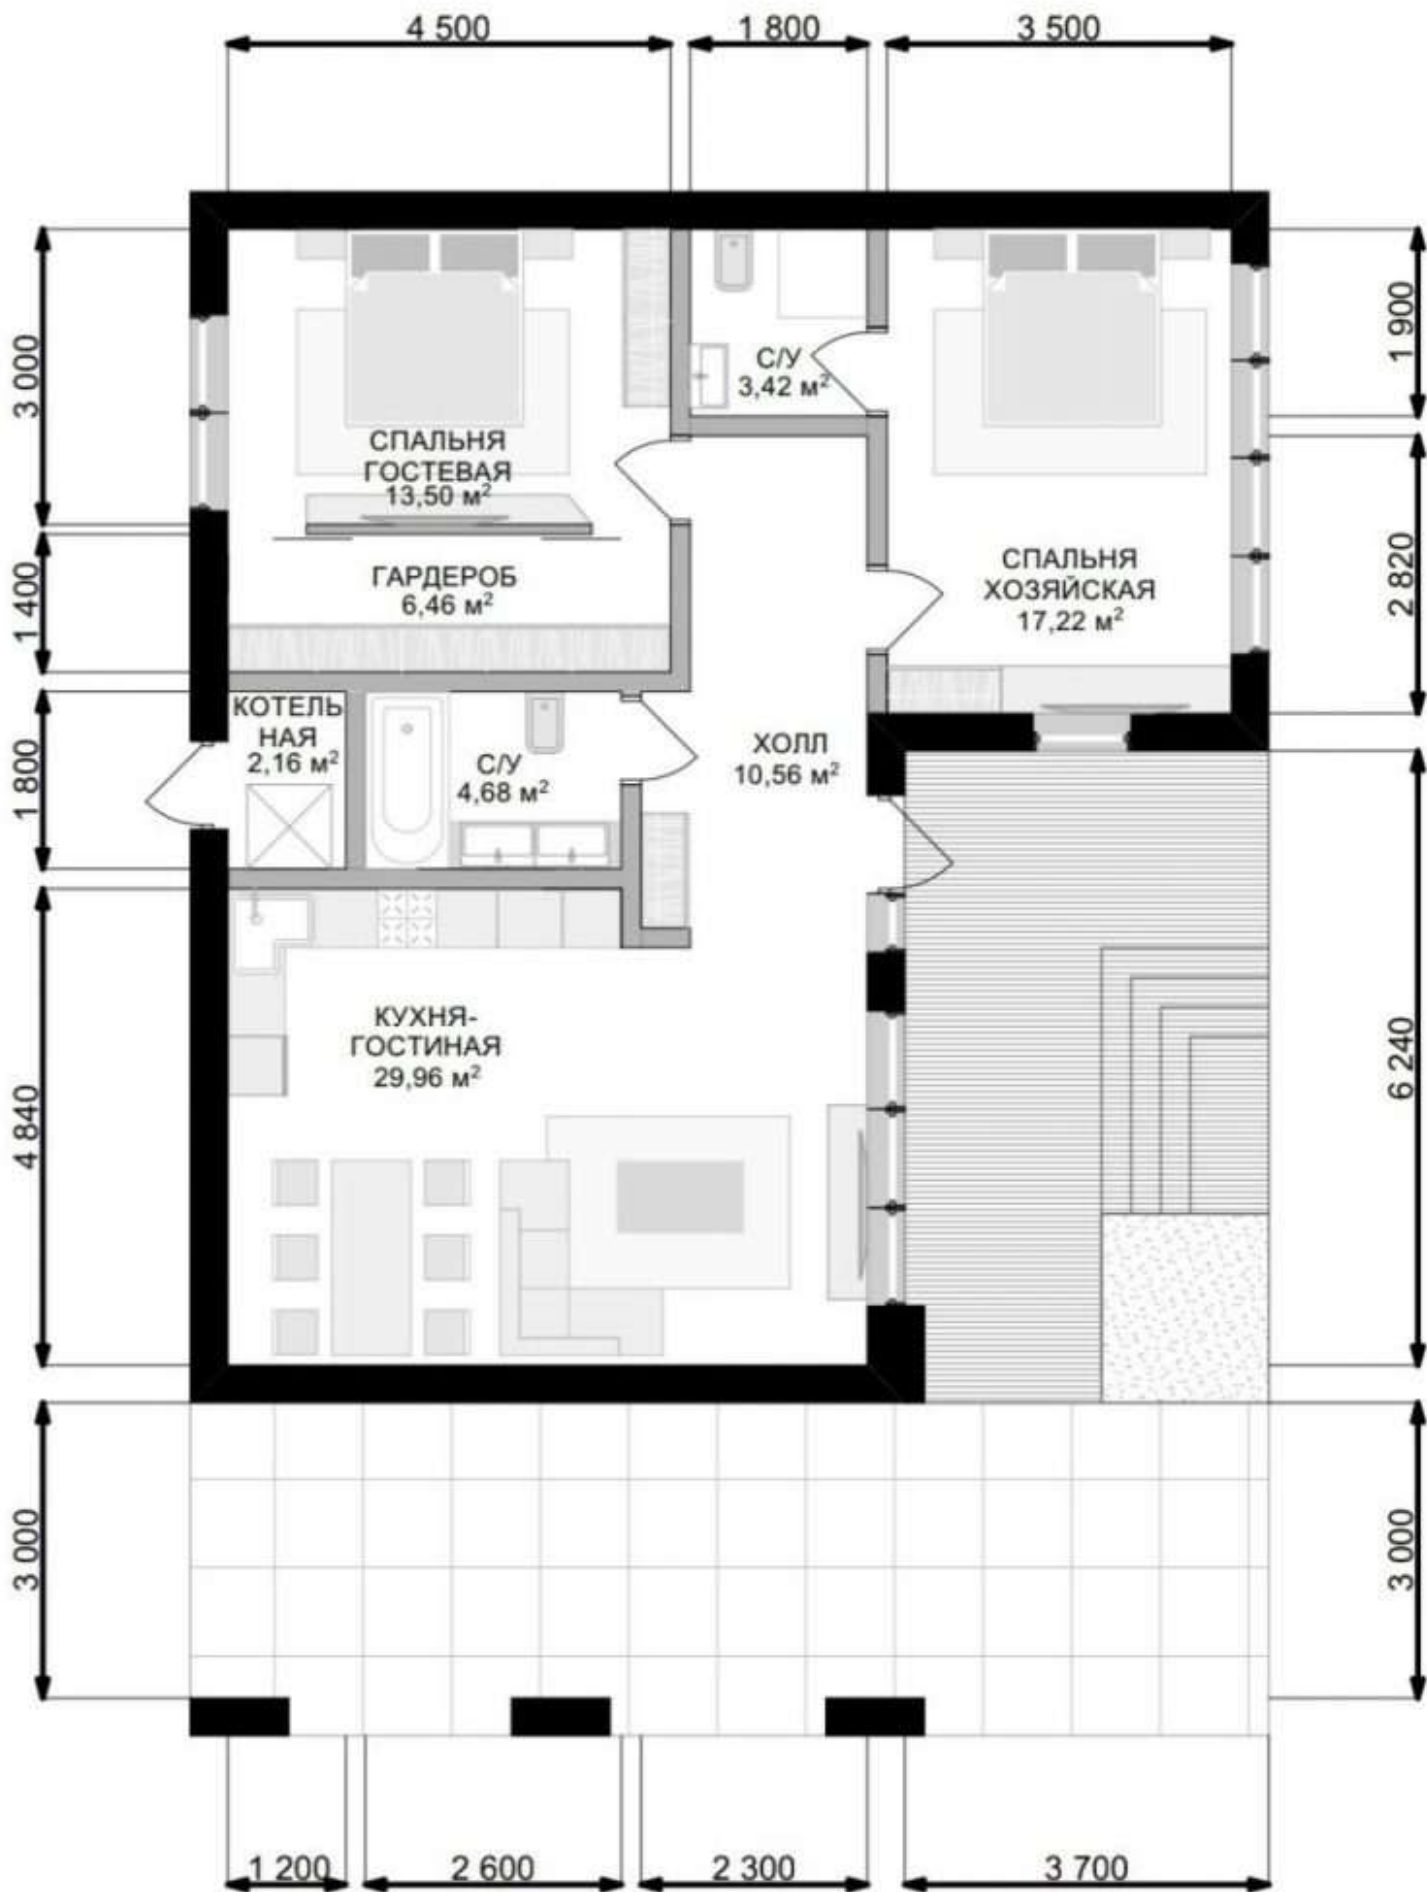 4 500
1 800
3 500
3 000
1 400
1 800
4 840
3 000
С/У
3,42 м²
СПАЛЬНЯ
ГОСТЕВАЯ
13,50 м²
ГАРДЕРОБ
6,46 м²
СПАЛЬНЯ
ХОЗЯЙСКАЯ
17,22 м²
КОТЕЛЬ
НАЯ
2,16 м²
С/У
4,68 м²
ХОЛЛ
10,56 м²
КУХНЯ-
ГОСТИНАЯ
29,96 м²
1 900
2 820
6 240
3 000
1 200
2 600
2 300
3 700